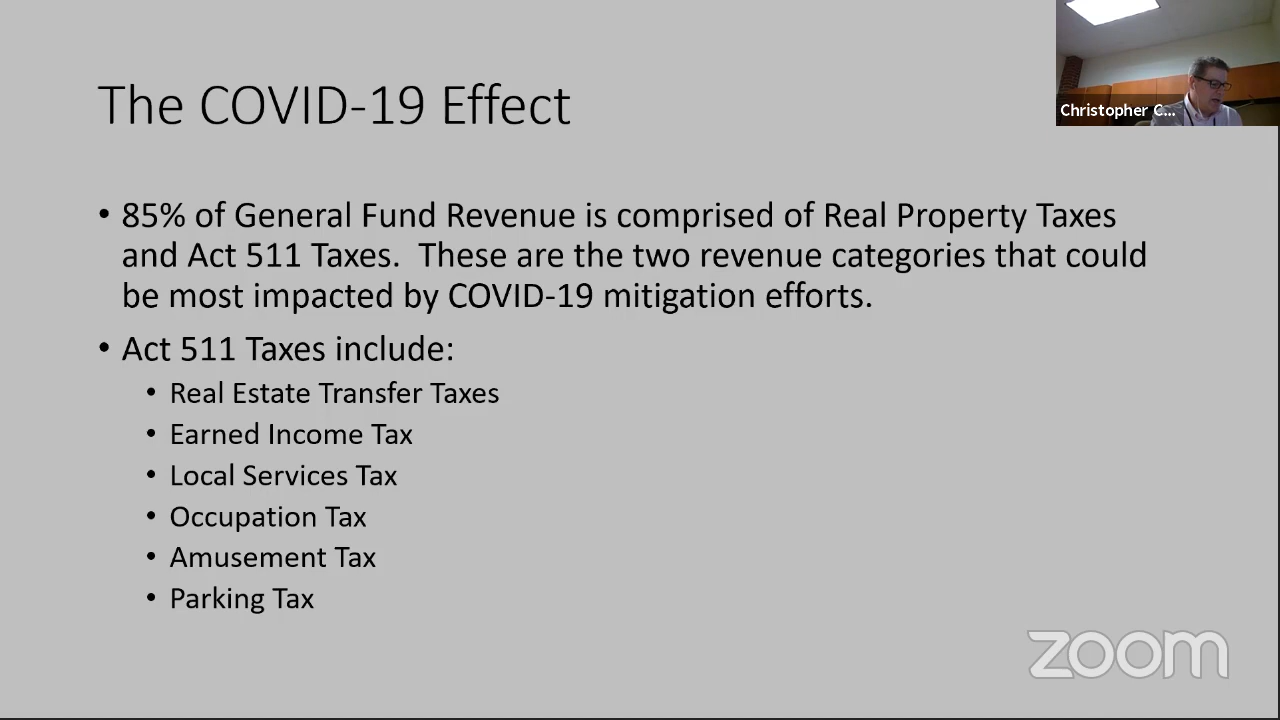 Christopher C...
The COVID-19 Effect
• 85% of General Fund Revenue is comprised of Real Property Taxes
and Act 511 Taxes.  These are the two revenue categories that could
be most impacted by COVID-19 mitigation efforts.
• Act 511 Taxes include:
• Real Estate Transfer Taxes
• Earned Income Tax
• Local Services Tax
• Occupation Tax
• Amusement Tax
• Parking Tax
zoom